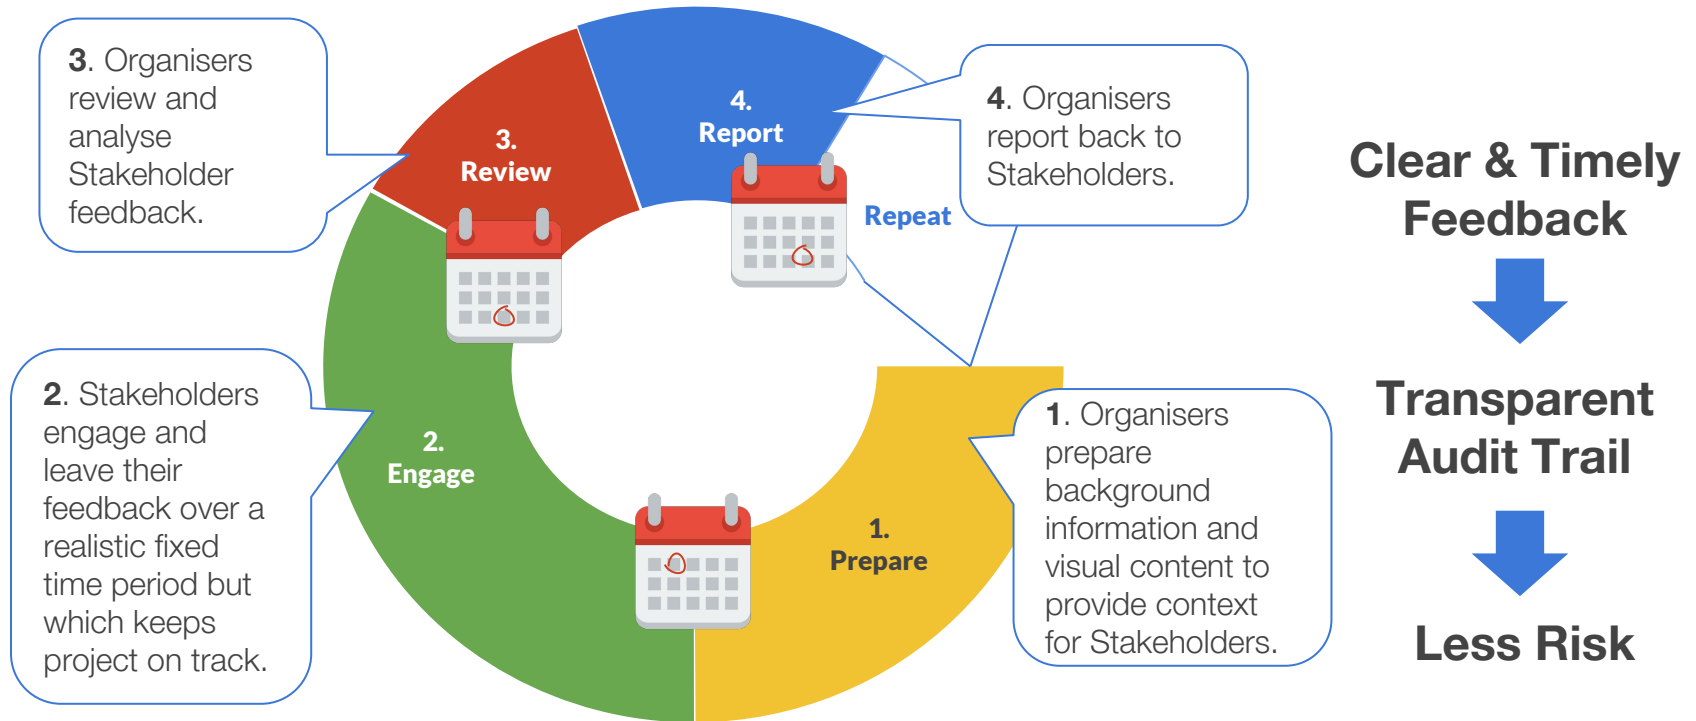 3. Organisers
review and
analyse
Stakeholder
feedback.
4.
Report
3.
Review
4. Organisers
report back to
Stakeholders.
Repeat
2. Stakeholders
engage and
leave their
feedback over a
realistic fixed
time period but
which keeps
project on track.
2.
Engage
1.
Prepare
1. Organisers
prepare
background
information and
visual content to
provide context
for Stakeholders.
Clear & Timely
Feedback
Transparent
Audit Trail
Less Risk